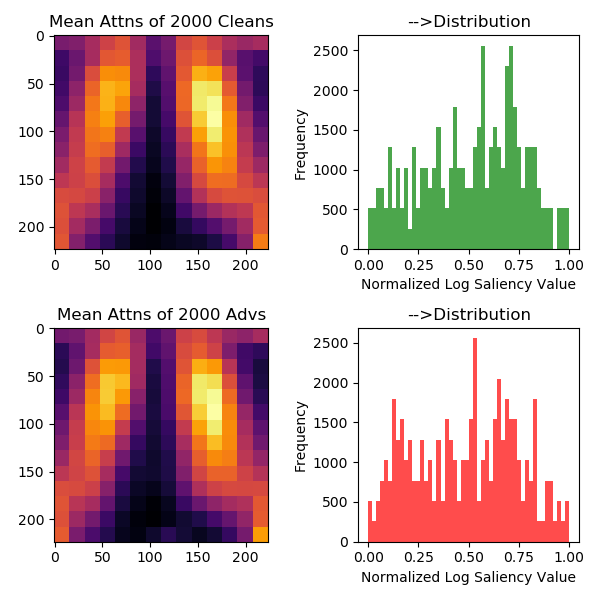 Mean Attns of 2000 Cleans
0
50
100
150
200
0 50 100 150 200
-->Distribution
Frequency
2500
2000
1500
1000
500
0
0.00 0.25 0.50 0.75 1.00
Normalized Log Saliency Value
Mean Attns of 2000 Advs
0
50
100
150
200
0 50 100 150 200
-->Distribution
Frequency
2500
2000
1500
1000
500
0
0.00 0.25 0.50 0.75 1.00
Normalized Log Saliency Value